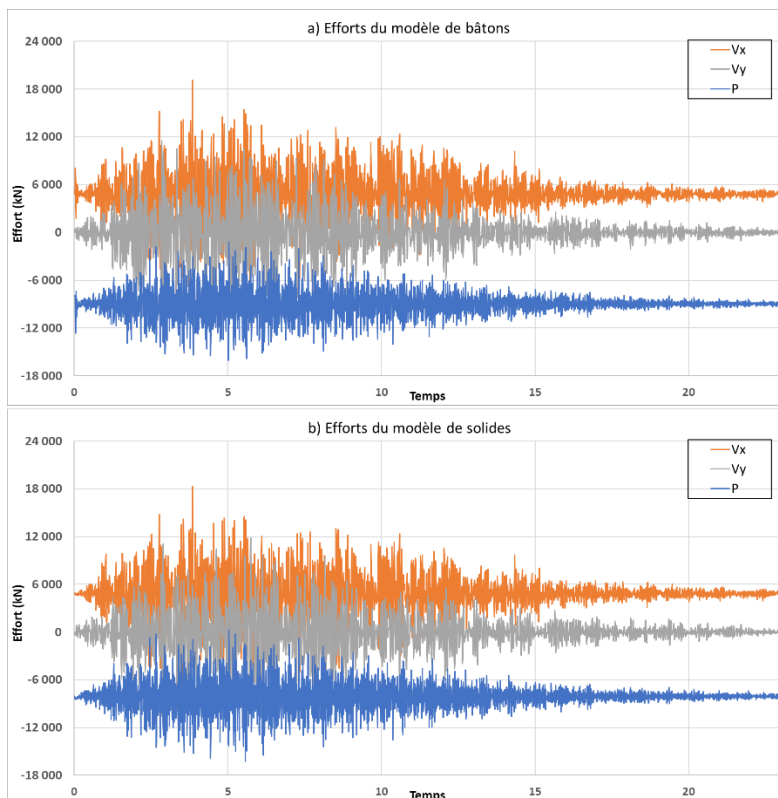 a) Efforts du modèle de bâtons
24 000
18 000
12 000
6 000
0
-6 000
-12 000
-18 000
Effort (kN)
Vx
Vy
P
0
5
10
15
20
Temps
b) Efforts du modèle de solides
24 000
18 000
12 000
6 000
0
-6 000
-12 000
-18 000
Effort (kN)
Vx
Vy
P
0
5
10
15
20
Temps